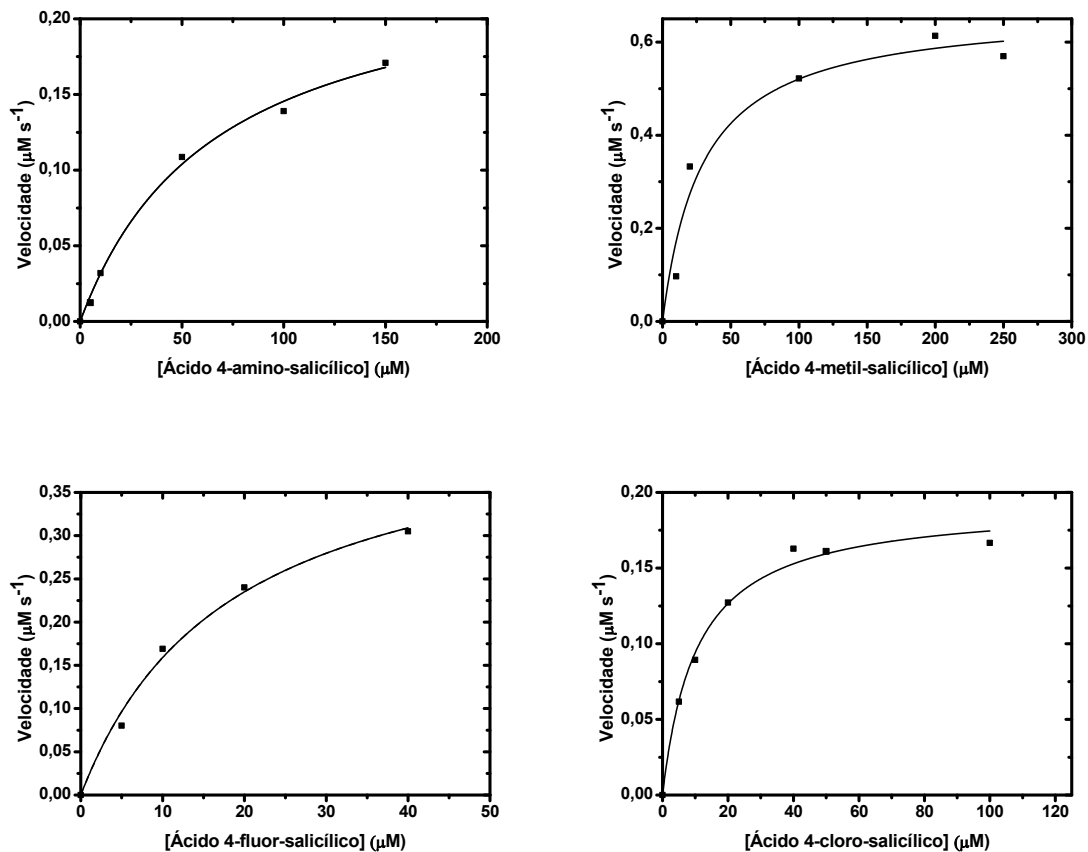 0,20
0,15
0,10
0,05
0,00
Velocidade (μM s⁻¹)
0 50 100 150 200
[Ácido 4-amino-salicílico] (μM)
0,6
0,4
0,2
0,0
Velocidade (μM s⁻¹)
0 50 100 150 200 250 300
[Ácido 4-metil-salicílico] (μM)
0,35
0,30
0,25
0,20
0,15
0,10
0,05
0,00
Velocidade (μM s⁻¹)
0 10 20 30 40 50
[Ácido 4-fluor-salicílico] (μM)
0,20
0,15
0,10
0,05
0,00
Velocidade (μM s⁻¹)
0 20 40 60 80 100 120
[Ácido 4-cloro-salicílico] (μM)